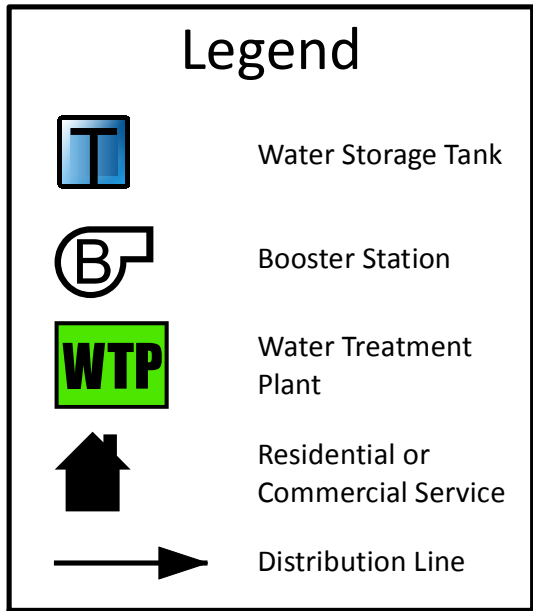 Legend
T
Water Storage Tank
B
Booster Station
WTP
Water Treatment
Plant
Residential or
Commercial Service
Distribution Line